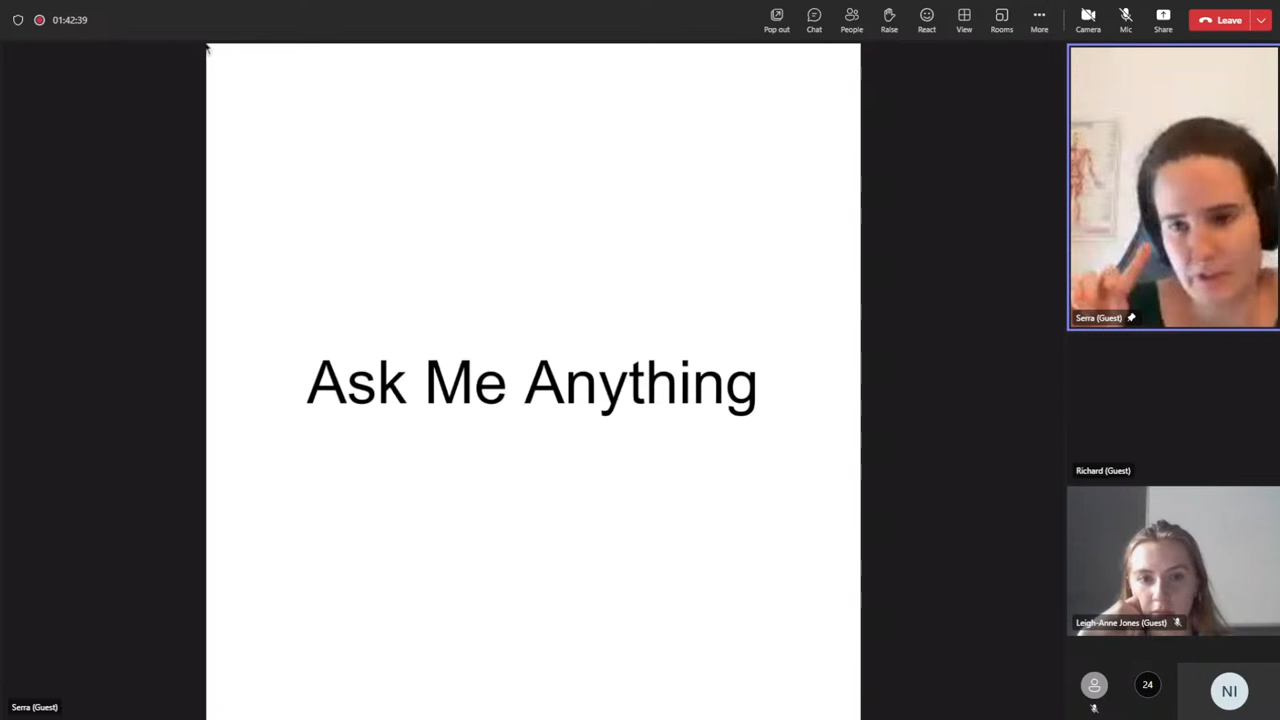 01:42:39
Pop out Chat People Raise React View Rooms More Camera Mic Share Leave
Ask Me Anything
Serra (Guest)
Richard (Guest)
Leigh-Anne Jones (Guest)
24
NI
Serra (Guest)